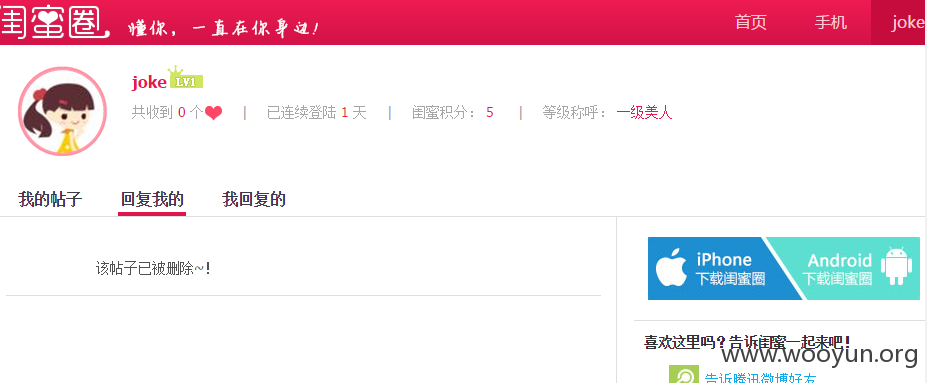 闺蜜圈 懂你，一直在你身边！ 首页 手机 joke
joke LV1
共收到 0 个 | 已连续登陆 1 天 | 闺蜜积分： 5 | 等级称呼： 一级美人
我的帖子 回复我的 我回复的
该帖子已被删除~!
iPhone
下载闺蜜圈
Android
下载闺蜜圈
喜欢这里吗？告诉闺蜜一起来吧！
www.wooyun.org
告诉腾讯微博好友